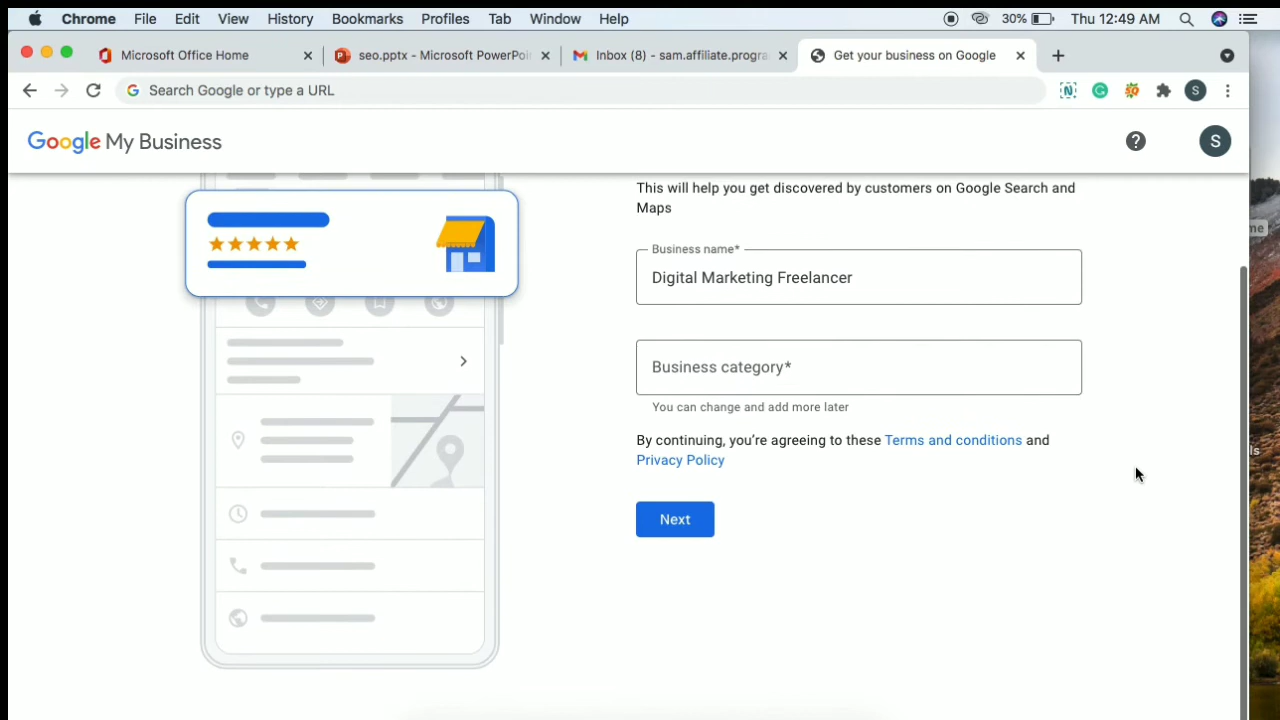 Chrome File Edit View History Bookmarks Profiles Tab Window Help 30% Thu 12:49 AM
Microsoft Office Home seo.pptx - Microsoft PowerPoi Inbox (8) - sam.affiliate.progra Get your business on Google
Search Google or type a URL S
Google My Business S
This will help you get discovered by customers on Google Search and
Maps
Business name*
Digital Marketing Freelancer
Business category*
You can change and add more later
By continuing, you’re agreeing to these Terms and conditions and
Privacy Policy
Next
me
ls